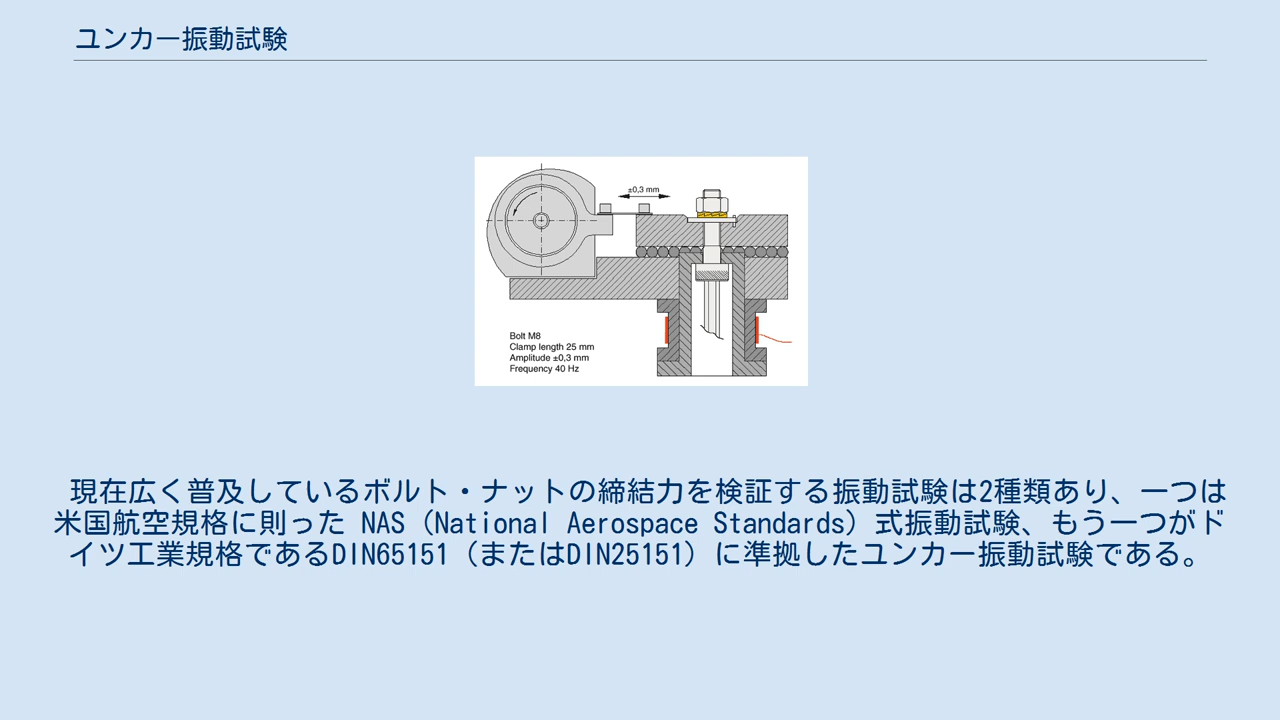 ユンカー振動試験
±0,3 mm
Bolt M8
Clamp length 25 mm
Amplitude ±0,3 mm
Frequency 40 Hz
現在広く普及しているボルト・ナットの締結力を検証する振動試験は2種類あり、一つは
米国航空規格に則った NAS（National Aerospace Standards）式振動試験、もう一つがド
イツ工業規格であるDIN65151（またはDIN25151）に準拠したユンカー振動試験である。